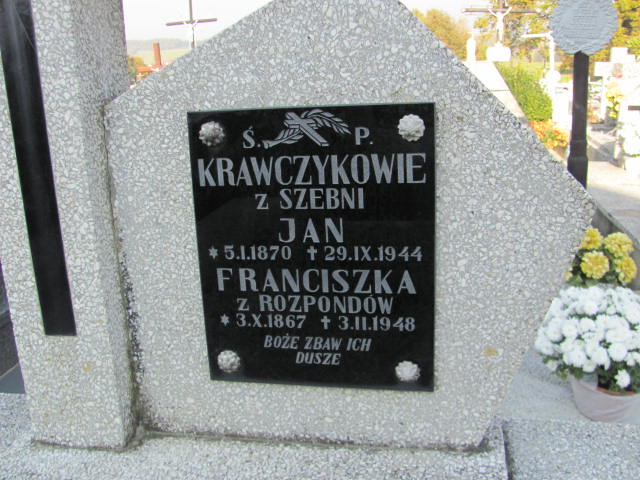 Ś. P.
KRAWCZYKOWIE
Z SZEBNI
JAN
* 5.I.1870 ✝ 29.IX.1944
FRANCISZKA
Z ROZPONDÓW
* 3.X.1867 ✝ 3.II.1948
BOŻE ZBAW ICH
DUSZE